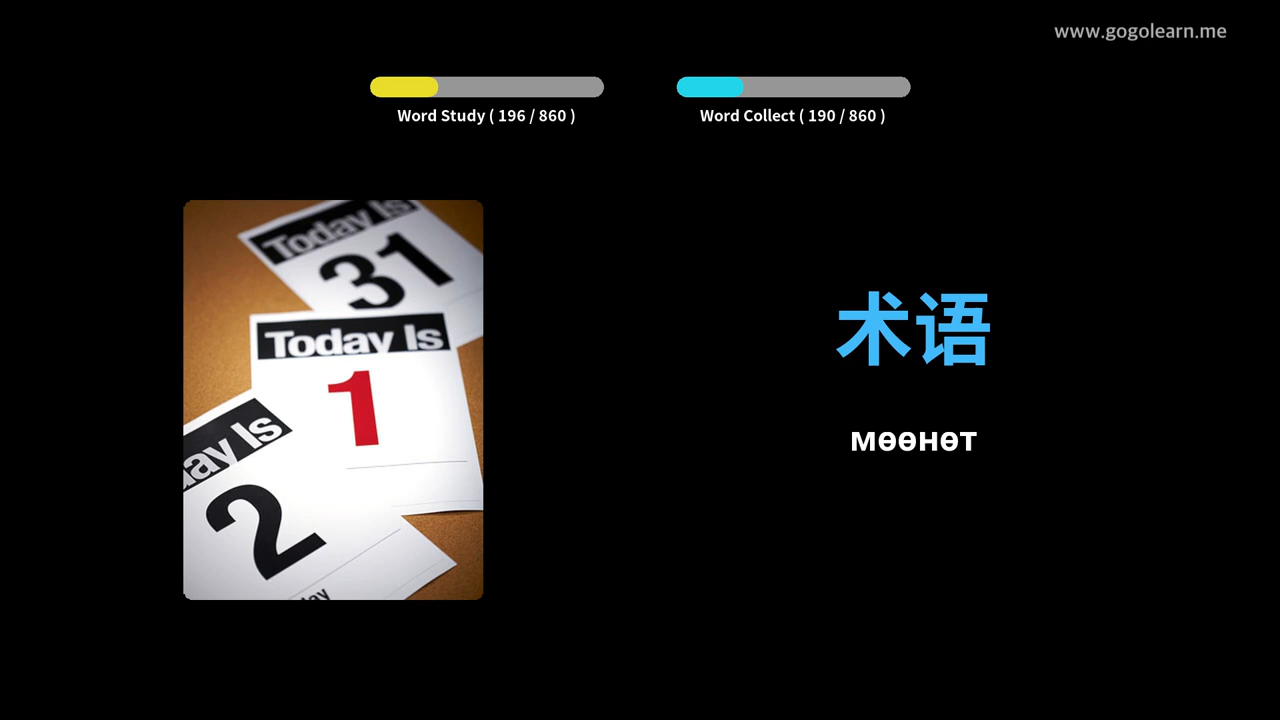 www.gogolearn.me
Word Study ( 196 / 860 )
Word Collect ( 190 / 860 )
Today Is
31
Today Is
1
ay Is
2
day
术语
мөөнөт